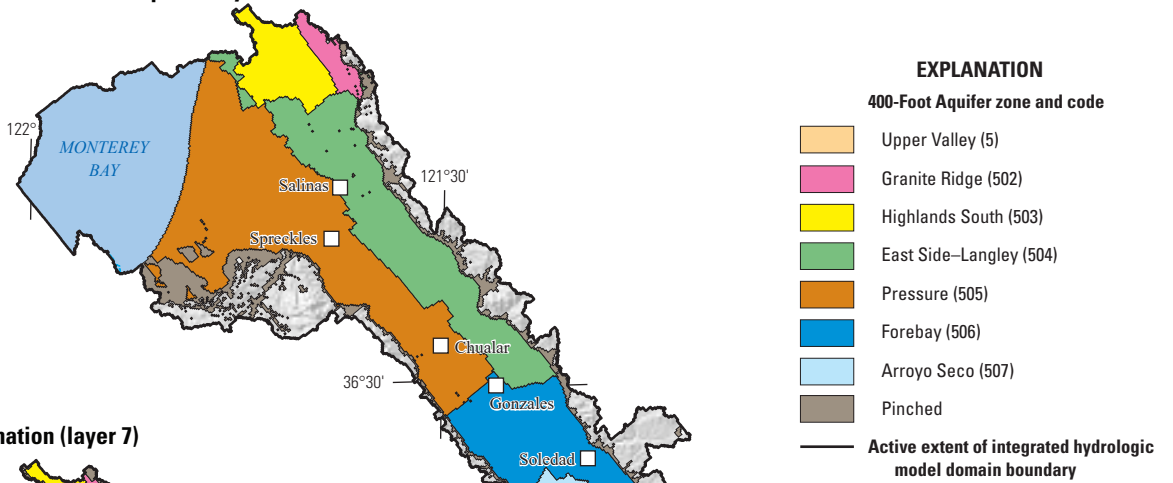 122°
MONTEREY
BAY
Salinas
121°30'
Spreckles
Chualar
36°30'
Gonzales
Soledad
nation (layer 7)
EXPLANATION
400-Foot Aquifer zone and code
Upper Valley (5)
Granite Ridge (502)
Highlands South (503)
East Side–Langley (504)
Pressure (505)
Forebay (506)
Arroyo Seco (507)
Pinched
Active extent of integrated hydrologic
model domain boundary